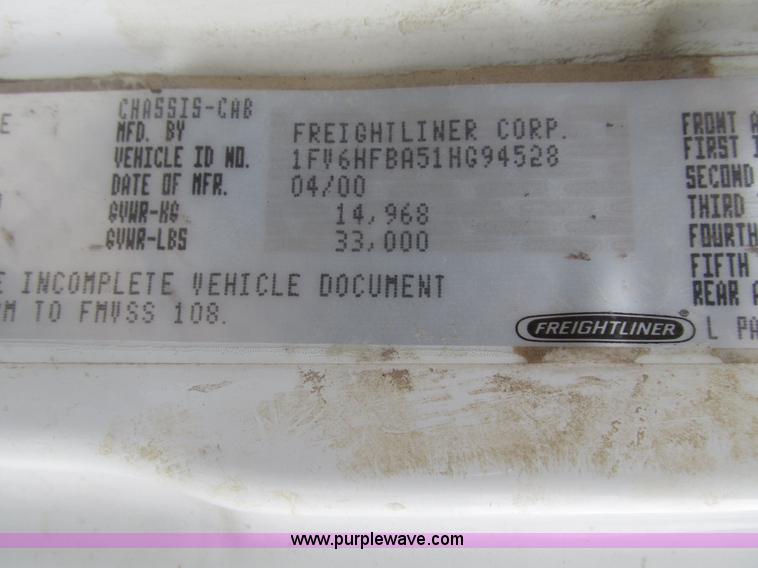 CHASSIS-CAB
E MFD. BY FREIGHTLINER CORP.
VEHICLE ID NO. 1FV6HFBA51HG94528
DATE OF MFR. 04/00
GVWR-KG 14,968
GVWR-LBS 33,000
E INCOMPLETE VEHICLE DOCUMENT
TO FMVSS 108.
FRONT A
FIRST I
SECOND
THIRD
FOURTH
FIFTH
REAR A
FREIGHTLINER®
L PA
www.purplewave.com